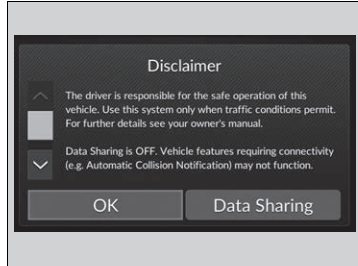 Disclaimer
The driver is responsible for the safe operation of this
vehicle. Use this system only when traffic conditions permit.
For further details see your owner's manual.
Data Sharing is OFF. Vehicle features requiring connectivity
(e.g. Automatic Collision Notification) may not function.
OK
Data Sharing